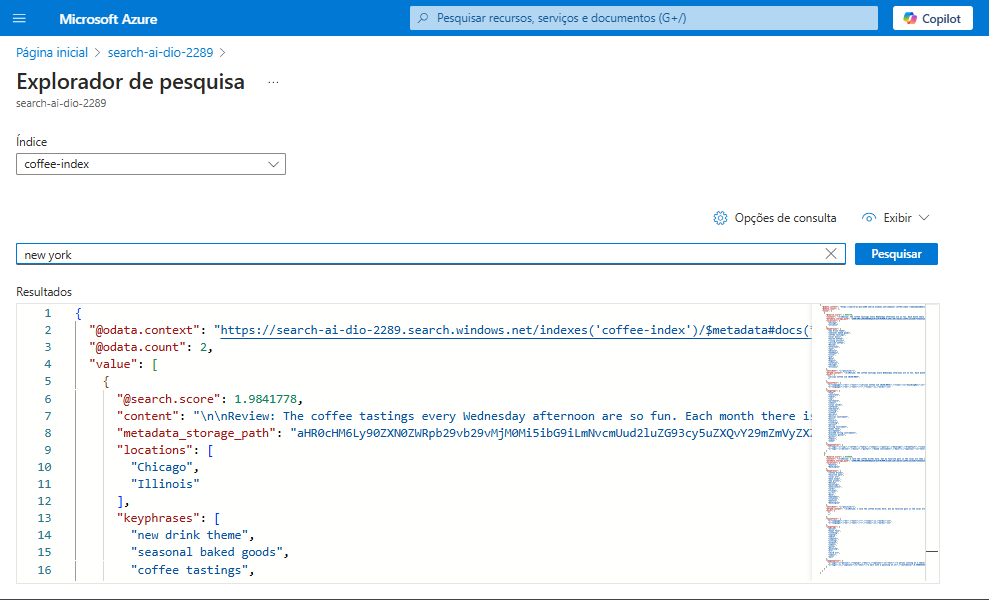 Microsoft Azure
Pesquisar recursos, serviços e documentos (G+/)
Copilot
Página inicial > search-ai-dio-2289 >
Explorador de pesquisa ...
search-ai-dio-2289
Índice
coffee-index
Opções de consulta
Exibir
new york
Pesquisar
Resultados
1 {
2 "@odata.context": "https://search-ai-dio-2289.search.windows.net/indexes('coffee-index')/$metadata#docs(*
3 "@odata.count": 2,
4 "value": [
5 {
6 "@search.score": 1.9841778,
7 "content": "\n\nReview: The coffee tastings every Wednesday afternoon are so fun. Each month there is
8 "metadata_storage_path":
9 "locations": [
10 "Chicago",
11 "Illinois"
12 ],
13 "keyphrases": [
14 "new drink theme",
15 "seasonal baked goods",
16 "coffee tastings",